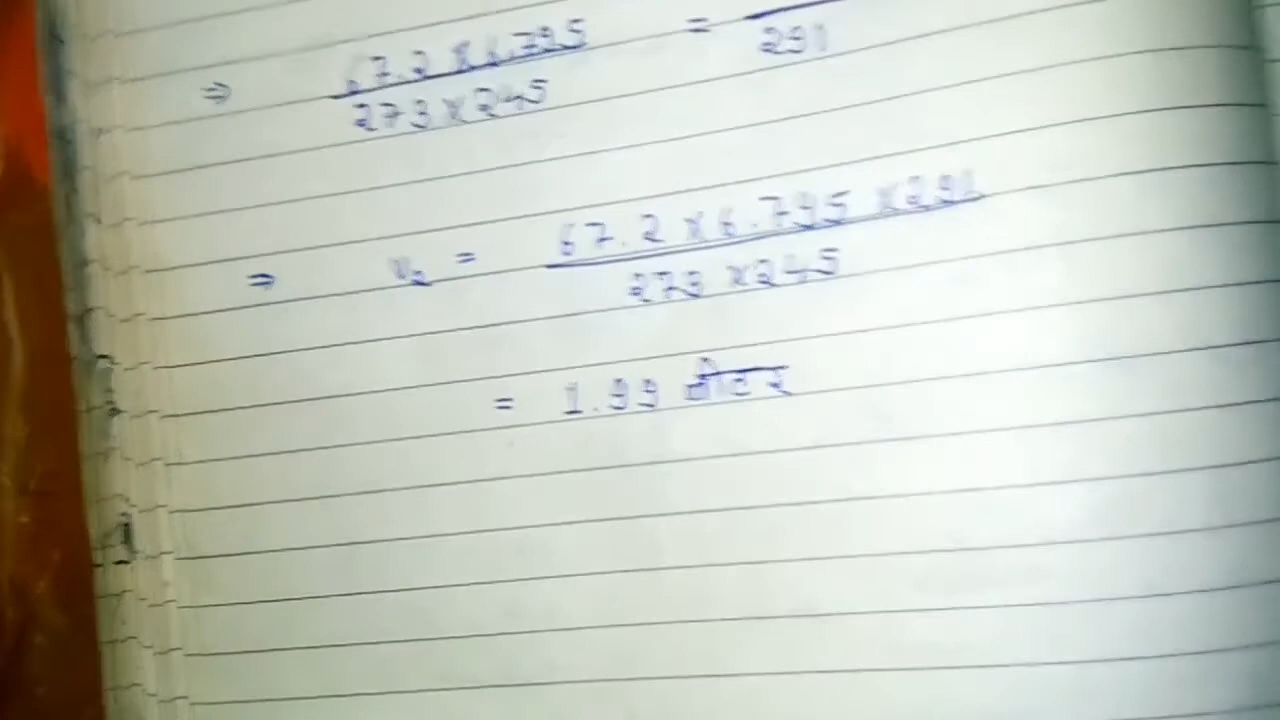 ⇒ 67.2 × 6.795 / 273 × 245 = / 291
⇒ v₂ = 67.2 × 6.795 × 291 / 273 × 245
= 1.99 लीटर